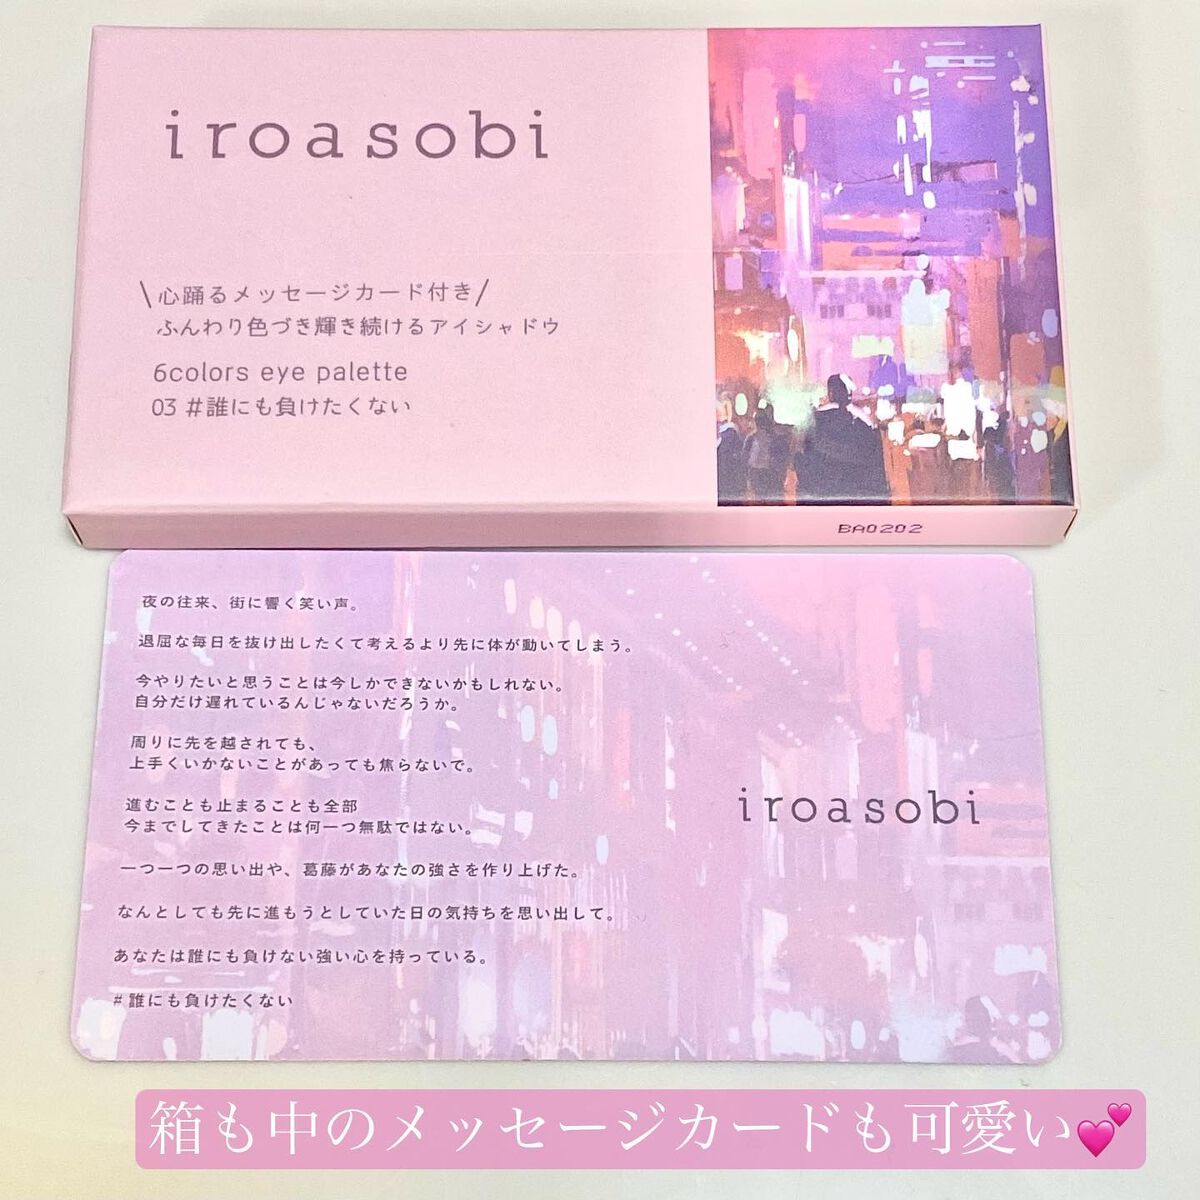 iroasobi
\心踊るメッセージカード付き/
ふんわり色づき輝き続けるアイシャドウ
6colors eye palette
03 #誰にも負けたくない
BA0202
夜の往来、街に響く笑い声。
退屈な毎日を抜け出したくて考えるより先に体が動いてしまう。
今やりたいと思うことは今しかできないかもしれない。
自分だけ遅れているんじゃないだろうか。
周りに先を越されても、
上手くいかないことがあっても焦らないで。
進むことも止まることも全部
今までしてきたことは何一つ無駄ではない。
一つ一つの思い出や、葛藤があなたの強さを作り上げた。
なんとしても先に進もうとしていた日の気持ちを思い出して。
あなたは誰にも負けない強い心を持っている。
#誰にも負けたくない
iroasobi
箱も中のメッセージカードも可愛い💕